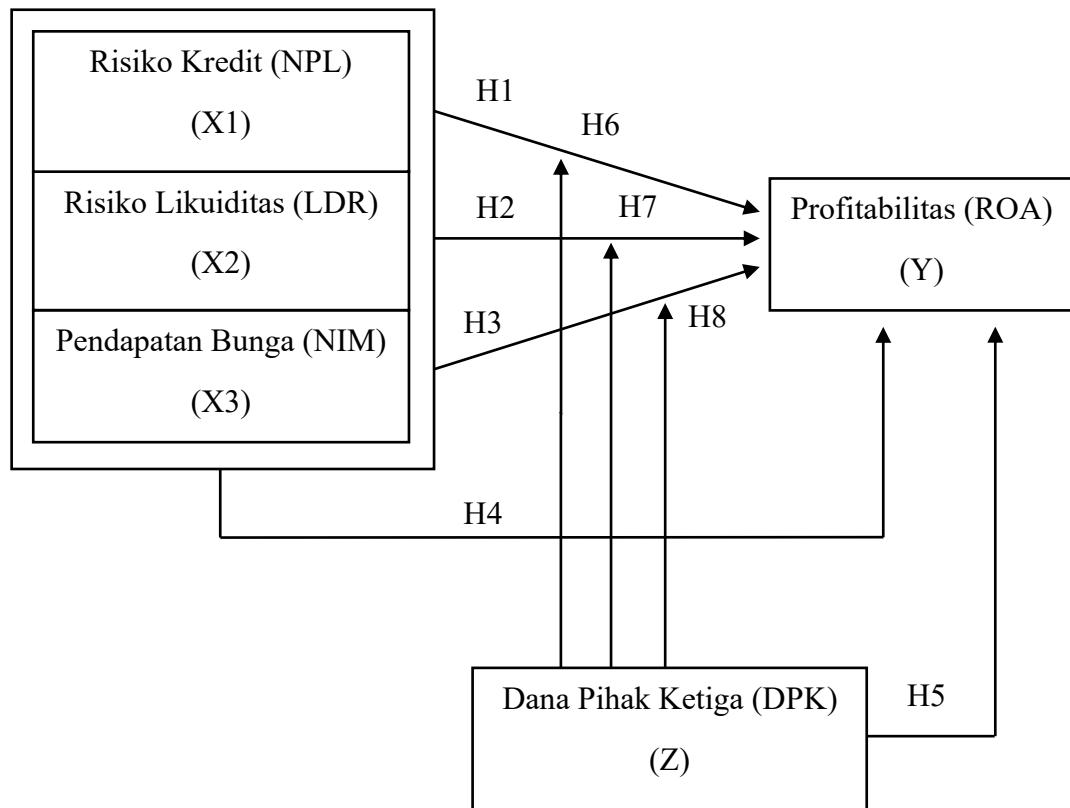 Risiko Kredit (NPL)
(X1)
Risiko Likuiditas (LDR)
(X2)
Pendapatan Bunga (NIM)
(X3)
H1
H6
H2
H7
H3
H8
Profitabilitas (ROA)
(Y)
H4
Dana Pihak Ketiga (DPK)
(Z)
H5